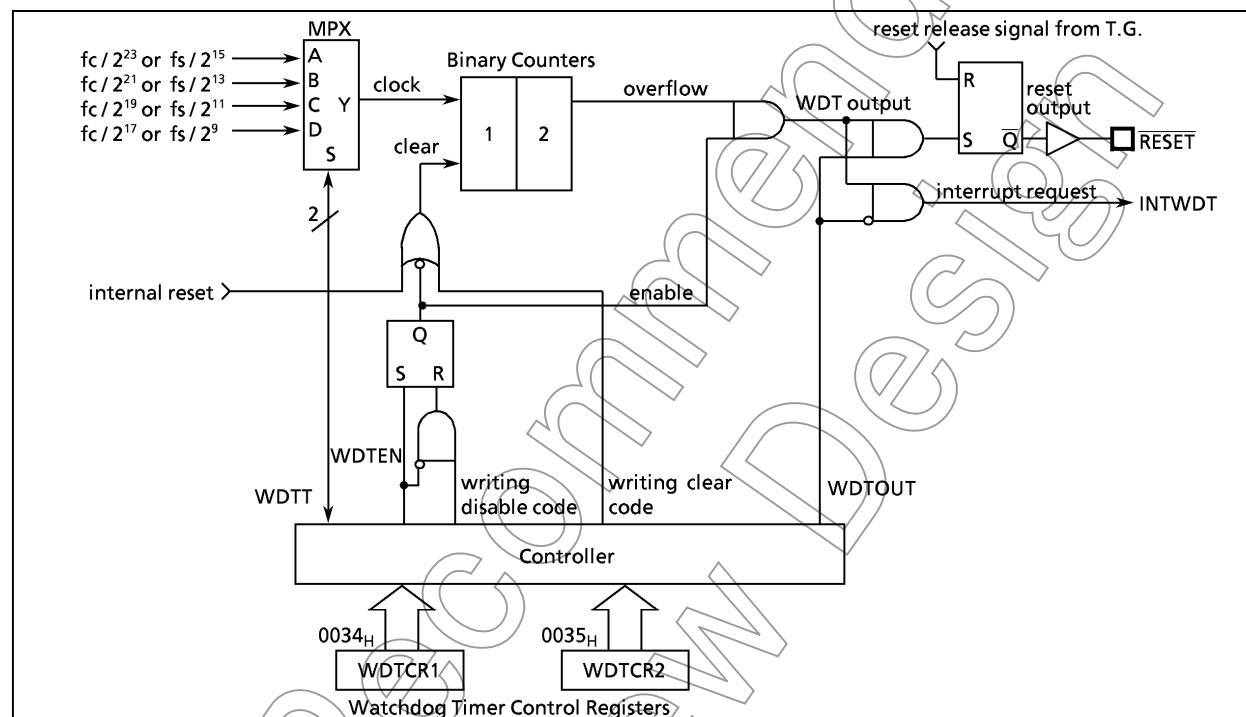 MPX
reset release signal from T.G.
fc / 2²³ or fs / 2¹⁵
A
fc / 2²¹ or fs / 2¹³
B
fc / 2¹⁹ or fs / 2¹¹
C
Y
fc / 2¹⁷ or fs / 2⁹
D
S
clock
clear
Binary Counters
1
2
overflow
WDT output
R
S
Q̅
reset
output
R̅E̅S̅E̅T̅
interrupt request
INTWDT
2
internal reset
enable
Q
S
R
WDTEN
WDTT
writing
disable code
writing clear
code
WDTOUT
Controller
0034H
WDTCR1
0035H
WDTCR2
Watchdog Timer Control Registers
ecommend
w Design